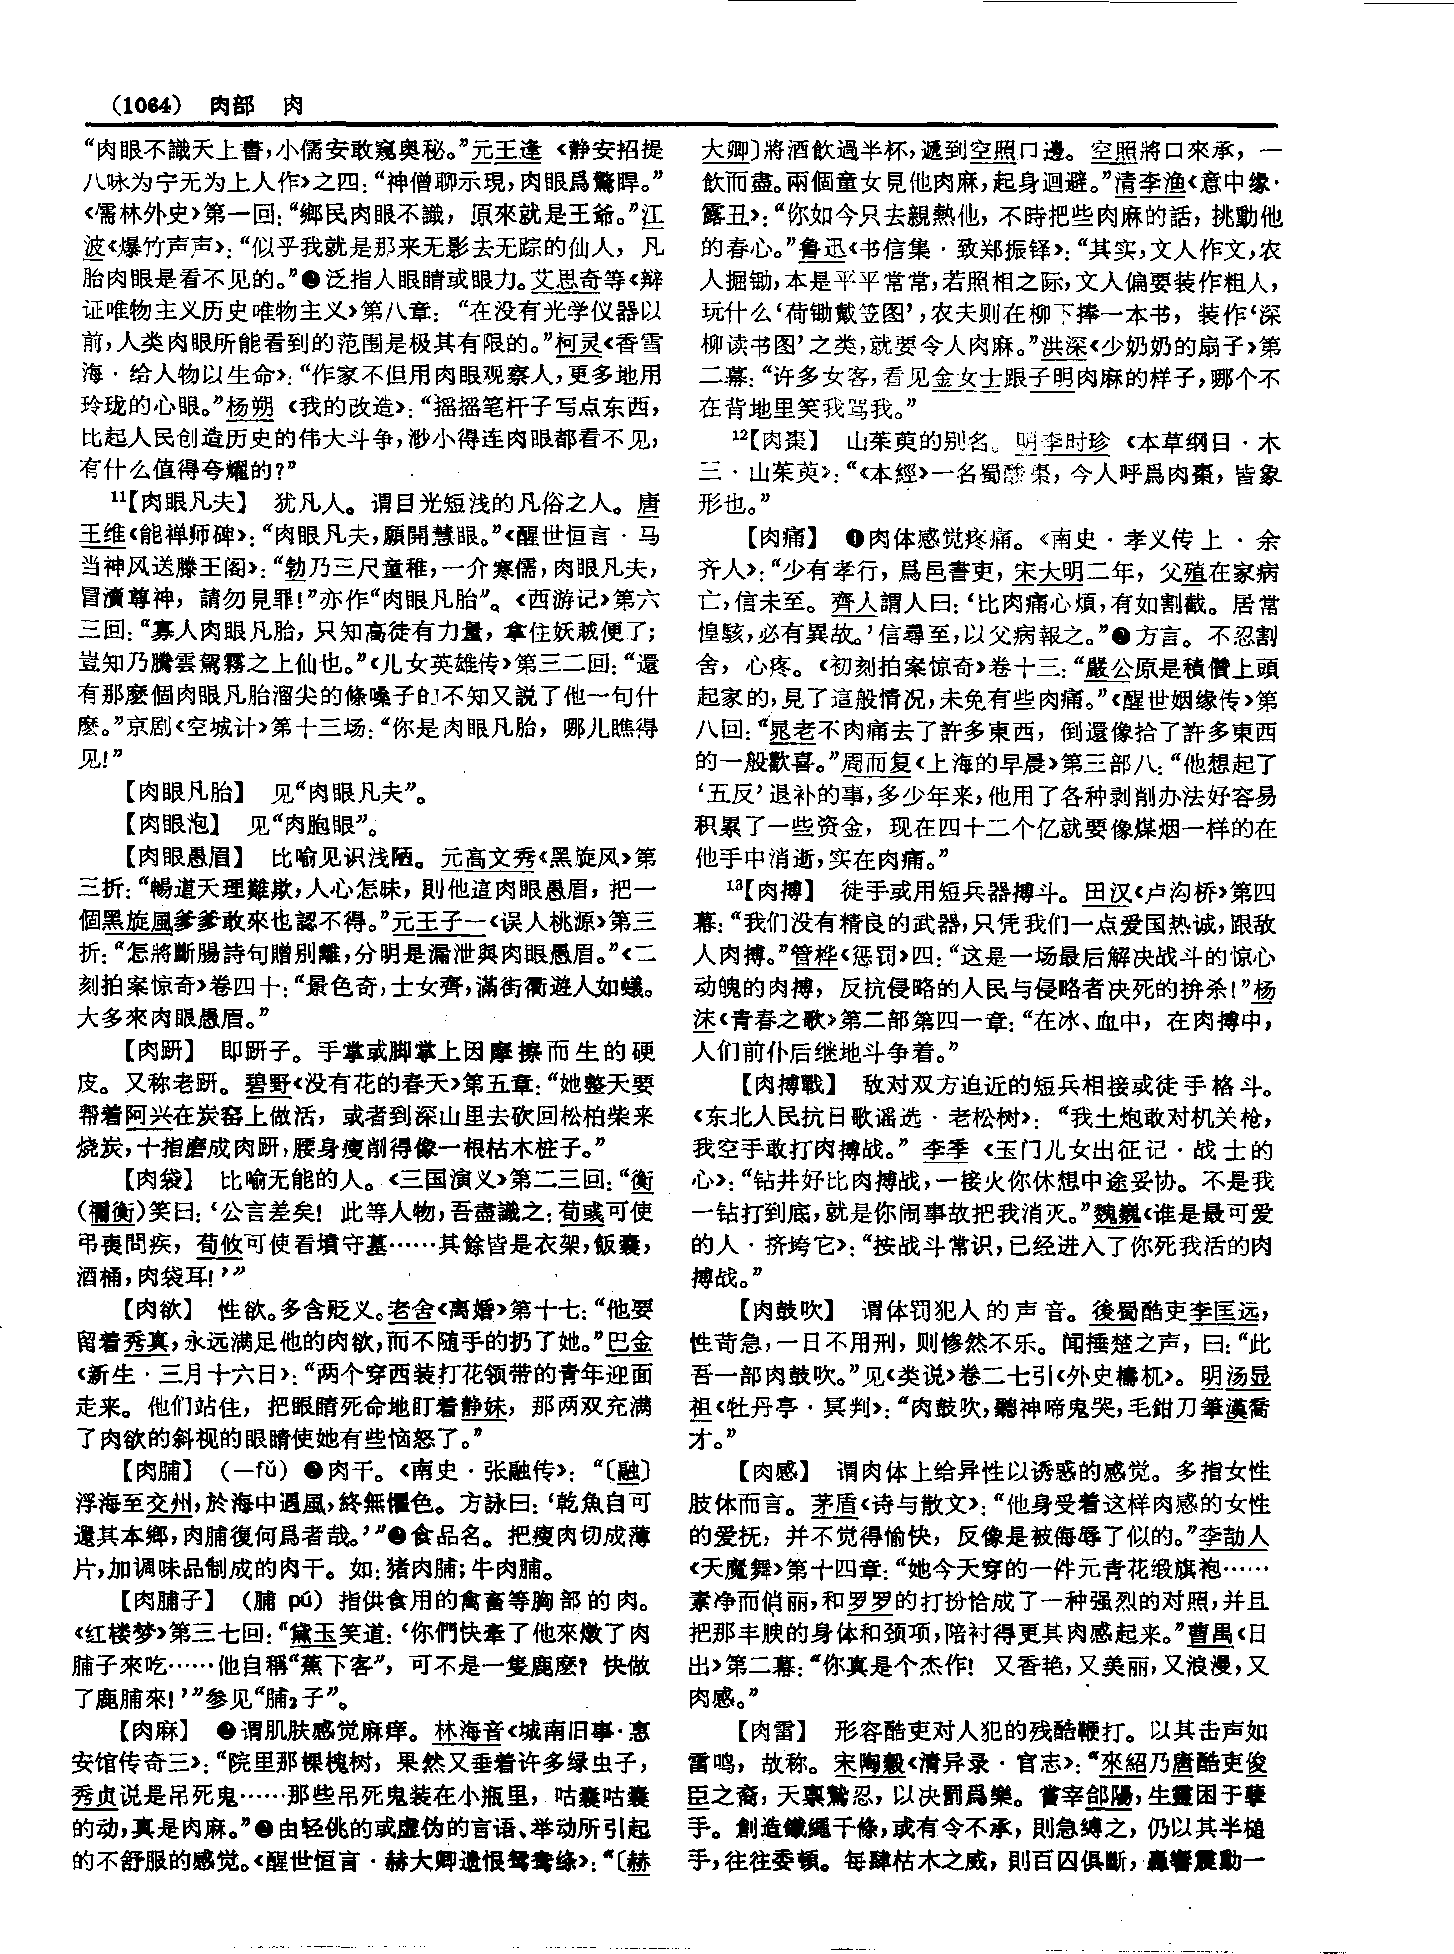 （1064） 肉部 肉
“肉眼不識天上書，小儒安敢窺奥秘。”元王逢《静安招提
八咏为宁无为上人作》之四：“神僧聊示現，肉眼爲驚睅。”
《儒林外史》第一回：“鄉民肉眼不識，原來就是王爺。”江
波《爆竹声声》：“似乎我就是那来无影去无踪的仙人，凡
胎肉眼是看不见的。”❷泛指人眼睛或眼力。艾思奇等《辩
证唯物主义历史唯物主义》第八章：“在没有光学仪器以
前，人类肉眼所能看到的范围是极其有限的。”柯灵《香雪
海·给人物以生命》：“作家不但用肉眼观察人，更多地用
玲珑的心眼。”杨朔《我的改造》：“摇摇笔杆子写点东西，
比起人民创造历史的伟大斗争，渺小得连肉眼都看不见，
有什么值得夸耀的？”
11【肉眼凡夫】 犹凡人。谓目光短浅的凡俗之人。唐
王维《能禅师碑》：“肉眼凡夫，願開慧眼。”《醒世恒言·马
当神风送滕王阁》：“勃乃三尺童稚，一介寒儒，肉眼凡夫，
冒瀆尊神，請勿見罪！”亦作“肉眼凡胎”。《西游记》第六
三回：“寡人肉眼凡胎，只知高徒有力量，拿住妖贼便了；
豈知乃騰雲駕霧之上仙也。”《儿女英雄传》第三二回：“還
有那麽個肉眼凡胎溜尖的條嗓子的不知又説了他一句什
麽。”京剧《空城计》第十三场：“你是肉眼凡胎，哪儿瞧得
见！”
【肉眼凡胎】 见“肉眼凡夫”。
【肉眼泡】 见“肉胞眼”。
【肉眼愚眉】 比喻见识浅陋。元高文秀《黑旋风》第
三折：“暢道天理難欺，人心怎昧，則他這肉眼愚眉，把一
個黑旋風爹爹敢來也認不得。”元王子一《误人桃源》第三
折：“怎將斷腸詩句贈别離，分明是漏泄與肉眼愚眉。”《二
刻拍案惊奇》卷四十：“景色奇，士女齊，滿街衢遊人如蟻。
大多來肉眼愚眉。”
【肉趼】 即趼子。手掌或脚掌上因摩擦而生的硬
皮。又称老趼。碧野《没有花的春天》第五章：“她整天要
帮着阿兴在炭窑上做活，或者到深山里去砍回松柏柴来
烧炭，十指磨成肉趼，腰身瘦削得像一根枯木桩子。”
【肉袋】 比喻无能的人。《三国演义》第二三回：“衡
（禰衡）笑曰：‘公言差矣！此等人物，吾盡識之：荀彧可使
弔喪問疾，荀攸可使看墳守墓……其餘皆是衣架，飯囊，
酒桶，肉袋耳！’”
【肉欲】 性欲。多含贬义。老舍《离婚》第十七：“他要
留着秀真，永远满足他的肉欲，而不随手的扔了她。”巴金
《新生·三月十六日》：“两个穿西装打花领带的青年迎面
走来。他们站住，把眼睛死命地盯着静妹，那两双充满
了肉欲的斜视的眼睛使她有些恼怒了。”
【肉脯】 （—fǔ）❶肉干。《南史·张融传》：“〔融〕
浮海至交州，於海中遇風，終無懼色。方詠曰：‘乾魚自可
還其本鄉，肉脯復何爲者哉。’”❷食品名。把瘦肉切成薄
片，加调味品制成的肉干。如：猪肉脯；牛肉脯。
【肉脯子】 （脯 pú）指供食用的禽畜等胸部的肉。
《红楼梦》第三七回：“黛玉笑道：‘你們快牽了他來燉了肉
脯子來吃……他自稱“蕉下客”，可不是一隻鹿麽？快做
了鹿脯來！’”参见“脯2子”。
【肉麻】 ❶谓肌肤感觉麻痒。林海音《城南旧事·惠
安馆传奇三》：“院里那棵槐树，果然又垂着许多绿虫子，
秀贞说是吊死鬼……那些吊死鬼装在小瓶里，咕囊咕囊
的动，真是肉麻。”❷由轻佻的或虚伪的言语、举动所引起
的不舒服的感觉。《醒世恒言·赫大卿遗恨鸳鸯绦》：“〔赫
大卿〕將酒飲過半杯，遞到空照口邊。空照將口來承，一
飲而盡。兩個童女見他肉麻，起身迴避。”清李渔《意中缘·
露丑》：“你如今只去親熱他，不時把些肉麻的話，挑動他
的春心。”鲁迅《书信集·致郑振铎》：“其实，文人作文，农
人掘锄，本是平平常常，若照相之际，文人偏要装作粗人，
玩什么‘荷锄戴笠图’，农夫则在柳下捧一本书，装作‘深
柳读书图’之类，就要令人肉麻。”洪深《少奶奶的扇子》第
二幕：“许多女客，看见金女士跟子明肉麻的样子，哪个不
在背地里笑我骂我。”
12【肉棗】 山茱萸的别名。明李时珍《本草纲目·木
三·山茱萸》：“《本經》一名蜀酸棗，今人呼爲肉棗，皆象
形也。”
【肉痛】 ❶肉体感觉疼痛。《南史·孝义传上·余
齐人》：“少有孝行，爲邑書吏，宋大明二年，父殖在家病
亡，信未至。齊人謂人曰：‘比肉痛心煩，有如割截。居常
惶駭，必有異故。’信尋至，以父病報之。”❷方言。不忍割
舍，心疼。《初刻拍案惊奇》卷十三：“嚴公原是積儹上頭
起家的，見了這般情况，未免有些肉痛。”《醒世姻缘传》第
八回：“晁老不肉痛去了許多東西，倒還像拾了許多東西
的一般歡喜。”周而复《上海的早晨》第三部八：“他想起了
‘五反’退补的事，多少年来，他用了各种剥削办法好容易
积累了一些资金，现在四十二个亿就要像煤烟一样的在
他手中消逝，实在肉痛。”
13【肉搏】 徒手或用短兵器搏斗。田汉《卢沟桥》第四
幕：“我们没有精良的武器，只凭我们一点爱国热诚，跟敌
人肉搏。”管桦《惩罚》四：“这是一场最后解决战斗的惊心
动魄的肉搏，反抗侵略的人民与侵略者决死的拚杀！”杨
沫《青春之歌》第二部第四一章：“在冰、血中，在肉搏中，
人们前仆后继地斗争着。”
【肉搏戰】 敌对双方迫近的短兵相接或徒手格斗。
《东北人民抗日歌谣选·老松树》：“我土炮敢对机关枪，
我空手敢打肉搏战。”李季《玉门儿女出征记·战士的
心》：“钻井好比肉搏战，一接火你休想中途妥协。不是我
一钻打到底，就是你闹事故把我消灭。”魏巍《谁是最可爱
的人·挤垮它》：“按战斗常识，已经进入了你死我活的肉
搏战。”
【肉鼓吹】 谓体罚犯人的声音。後蜀酷吏李匡远，
性苛急，一日不用刑，则惨然不乐。闻捶楚之声，曰：“此
吾一部肉鼓吹。”见《类说》卷二七引《外史檮杌》。明汤显
祖《牡丹亭·冥判》：“肉鼓吹，聽神啼鬼哭，毛鉗刀筆漢喬
才。”
【肉感】 谓肉体上给异性以诱惑的感觉。多指女性
肢体而言。茅盾《诗与散文》：“他身受着这样肉感的女性
的爱抚，并不觉得愉快，反像是被侮辱了似的。”李劼人
《天魔舞》第十四章：“她今天穿的一件元青花缎旗袍……
素净而俏丽，和罗罗的打扮恰成了一种强烈的对照，并且
把那丰腴的身体和颈项，陪衬得更其肉感起来。”曹禺《日
出》第二幕：“你真是个杰作！又香艳，又美丽，又浪漫，又
肉感。”
【肉雷】 形容酷吏对人犯的残酷鞭打。以其击声如
雷鸣，故称。宋陶穀《清异录·官志》：“來紹乃唐酷吏俊
臣之裔，天禀鷙忍，以决罰爲樂。嘗宰郃陽，生靈困于孽
手。創造鐵繩千條，或有令不承，則急縛之，仍以其半槌
手，往往委頓。每肆枯木之威，則百囚俱斷，轟響震動一